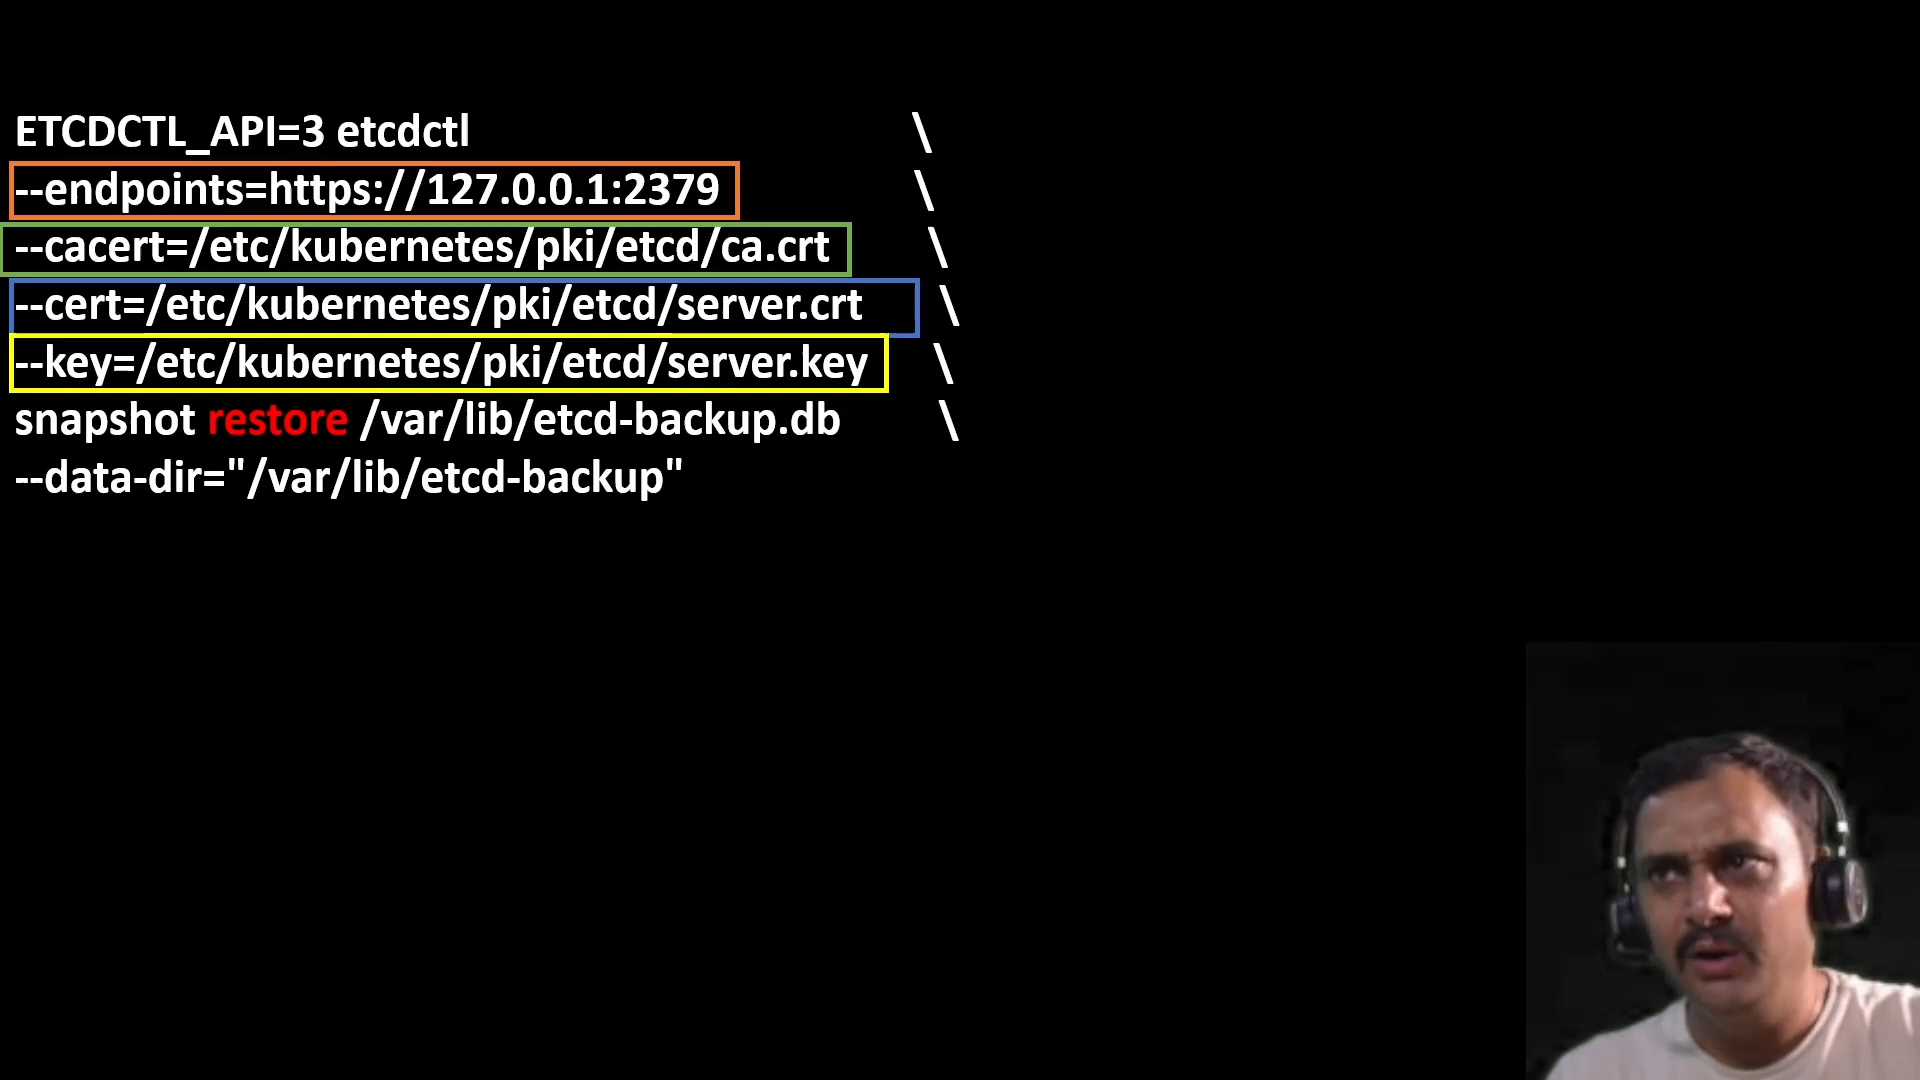 ETCDCTL_API=3 etcdctl \
--endpoints=https://127.0.0.1:2379 \
--cacert=/etc/kubernetes/pki/etcd/ca.crt \
--cert=/etc/kubernetes/pki/etcd/server.crt \
--key=/etc/kubernetes/pki/etcd/server.key \
snapshot restore /var/lib/etcd-backup.db \
--data-dir="/var/lib/etcd-backup"